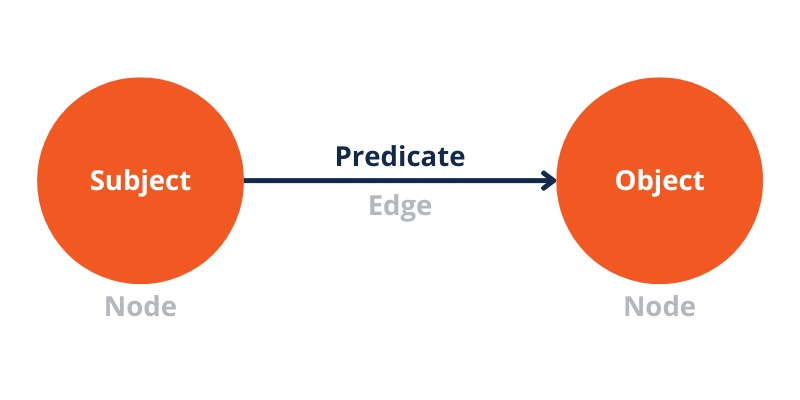 Predicate
Subject
Object
Edge
Node
Node